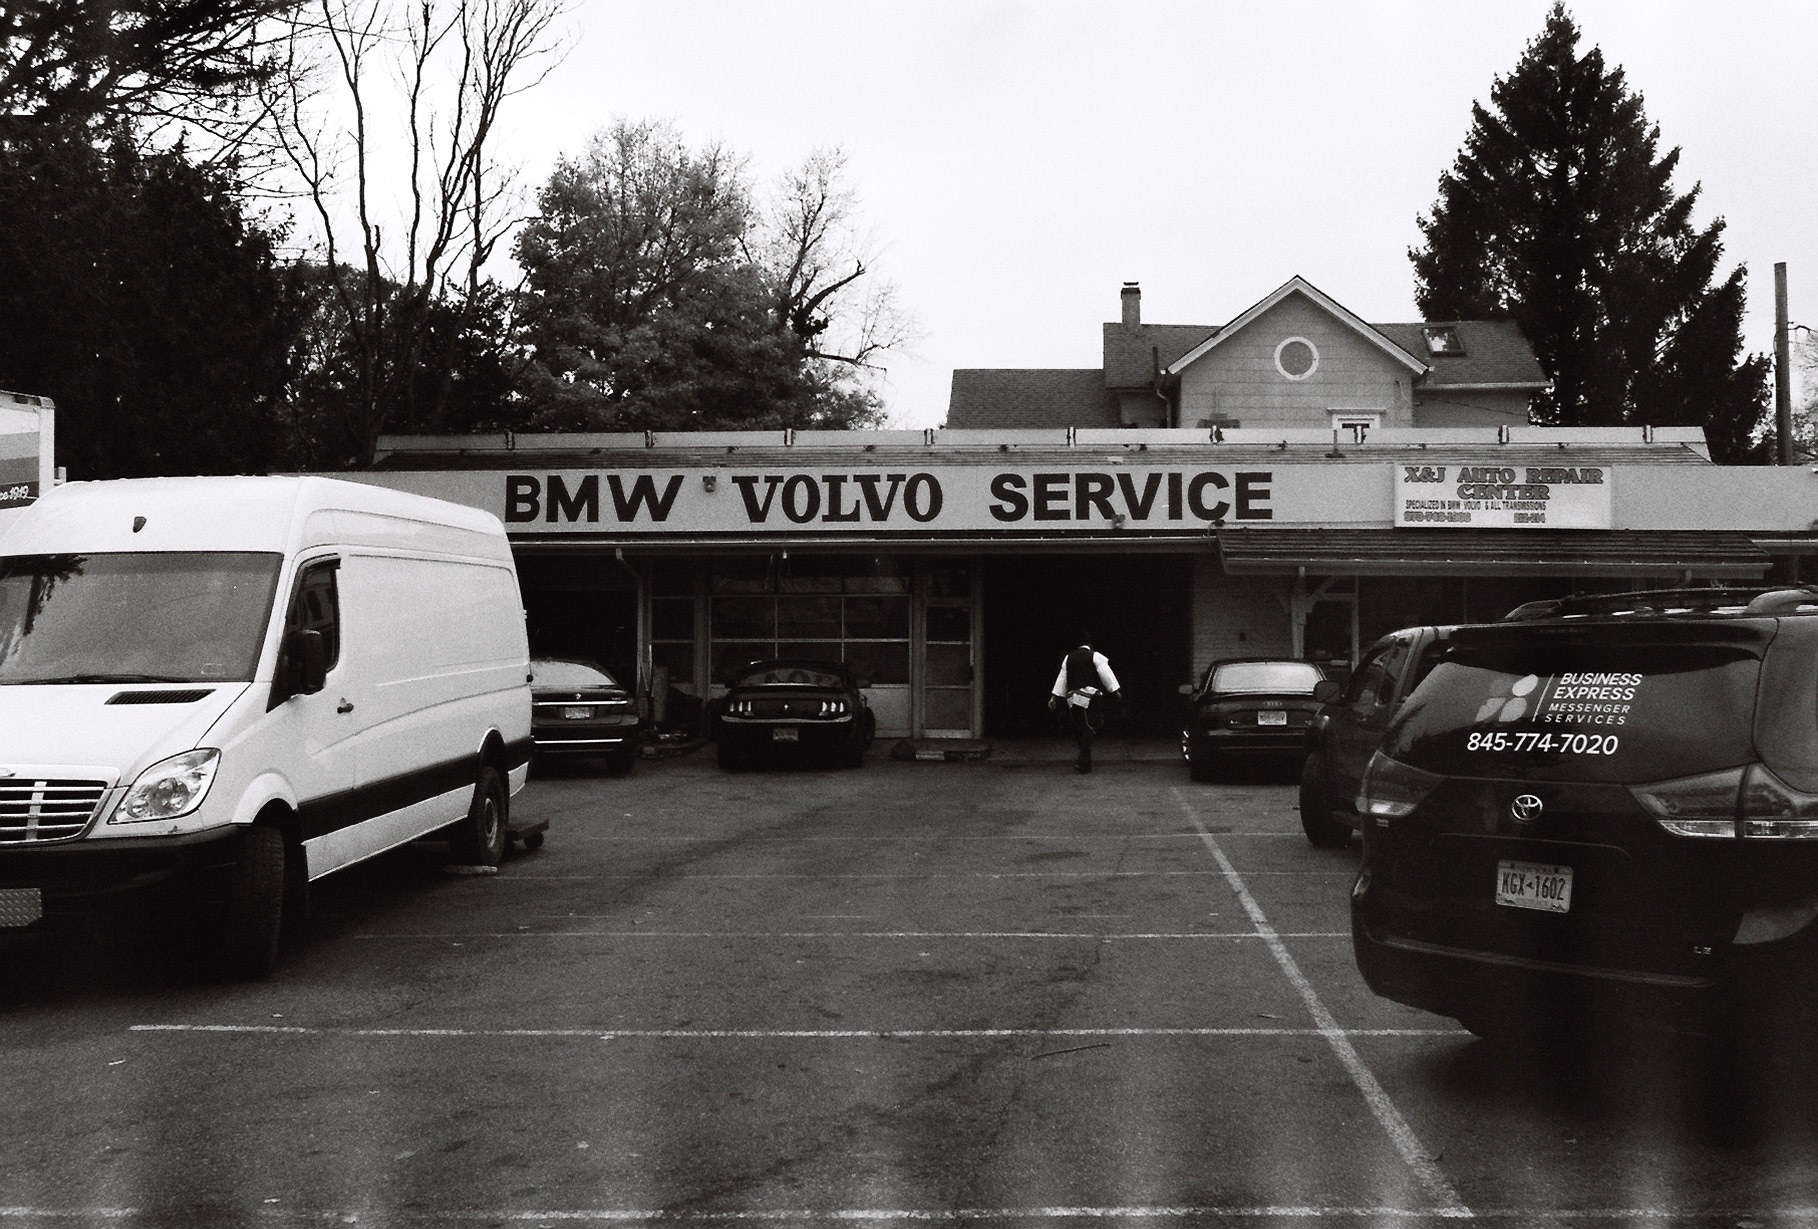 BMW VOLVO SERVICE
X&J AUTO REPAIR
CENTER
SPECIALIZED IN BMW VOLVO & ALL TRANSMISSIONS
BUSINESS
EXPRESS
MESSENGER
SERVICES
845-774-7020
KGX 1602
LE